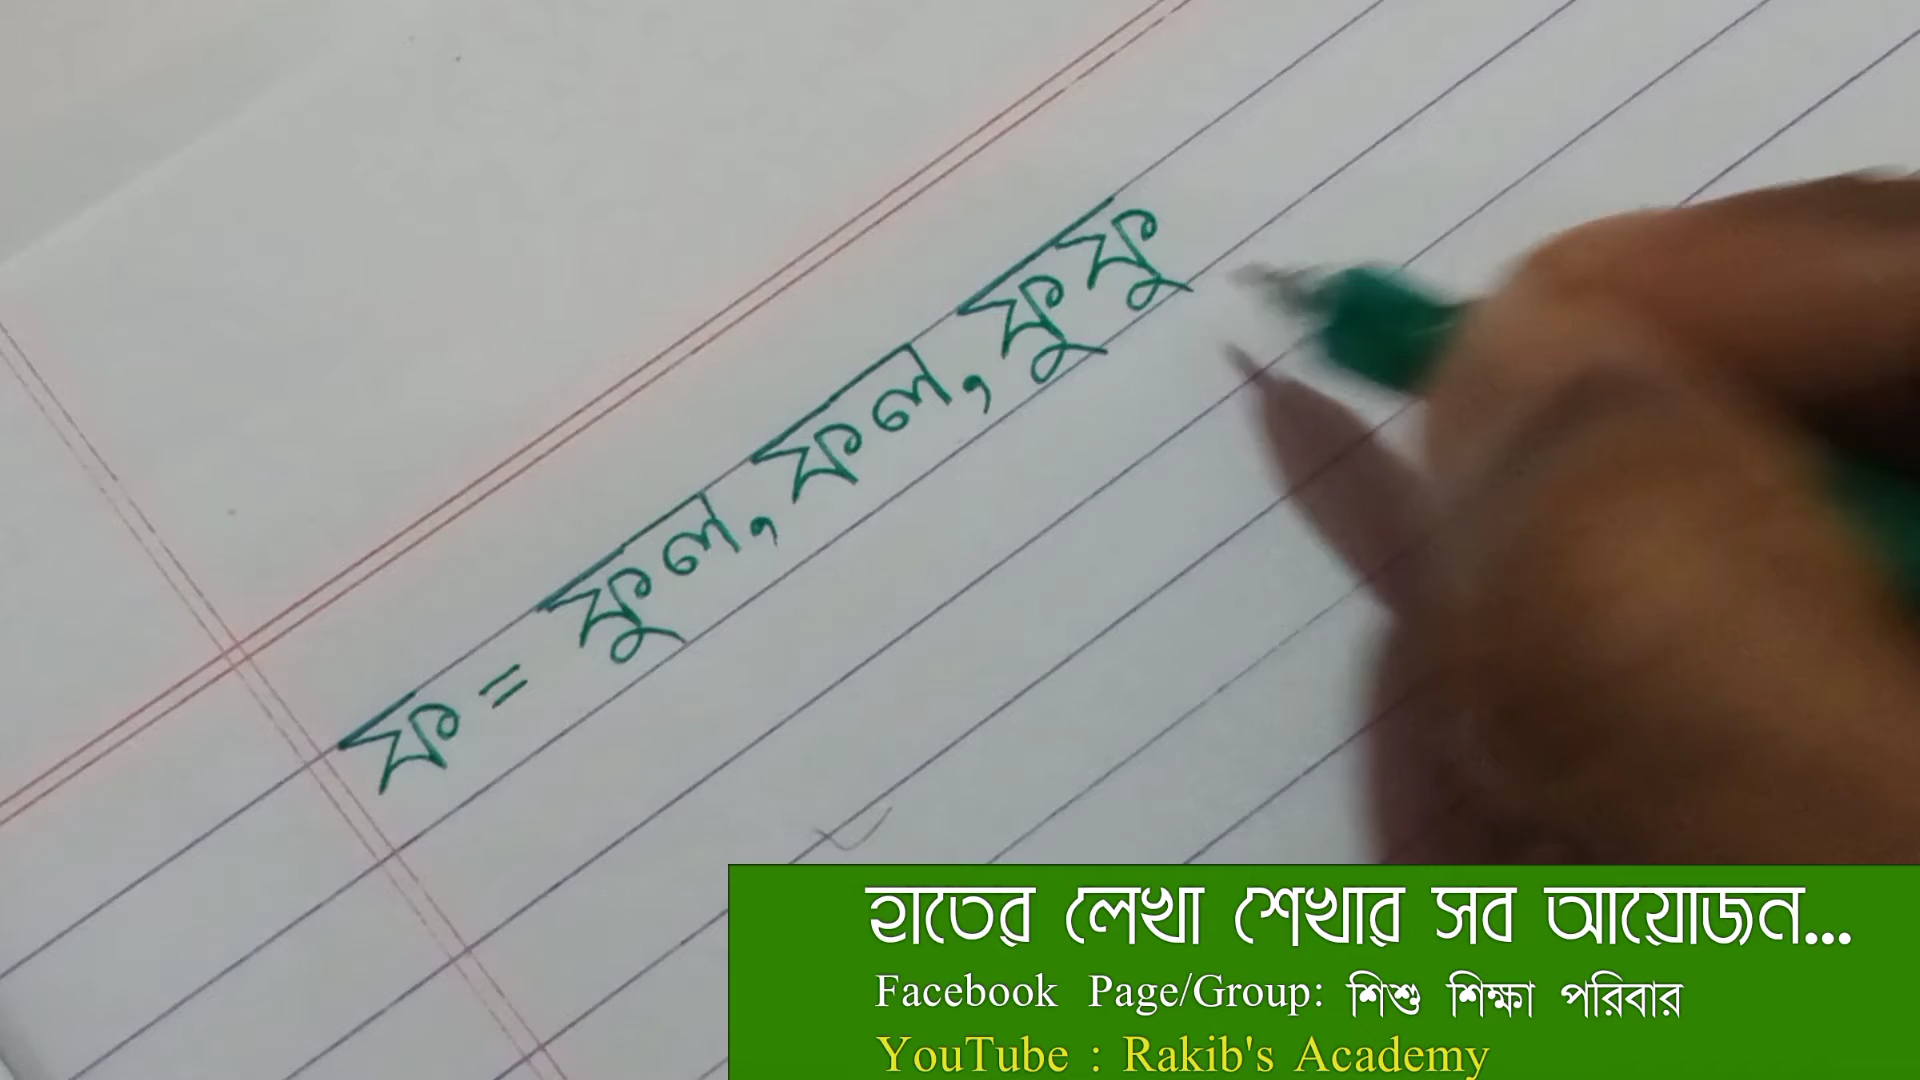 ফ = ফুল, ফল, ফুফু
হাতের লেখা শেখার সব আয়োজন...
Facebook Page/Group: শিশু শিক্ষা পরিবার
YouTube : Rakib's Academy